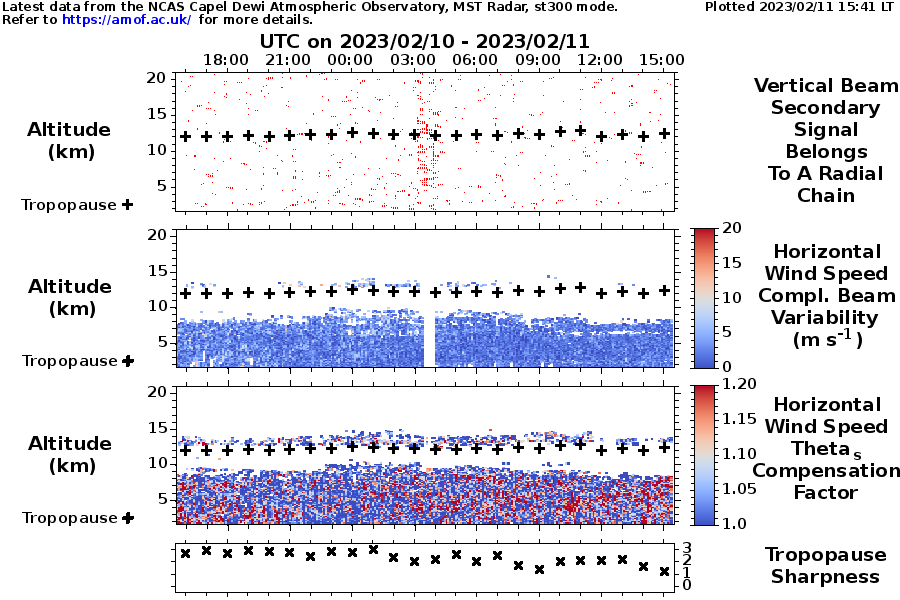 Latest data from the NCAS Capel Dewi Atmospheric Observatory, MST Radar, st300 mode.
Plotted 2023/02/11 15:41 LT
Refer to https://amof.ac.uk/ for more details.
UTC on 2023/02/10 - 2023/02/11
18:00 21:00 00:00 03:00 06:00 09:00 12:00 15:00
20
15
10
5
Altitude
(km)
Tropopause +
Vertical Beam
Secondary
Signal
Belongs
To A Radial
Chain
20
15
10
5
Altitude
(km)
Tropopause +
20
15
10
5
0
Horizontal
Wind Speed
Compl. Beam
Variability
(m s-1)
20
15
10
5
Altitude
(km)
Tropopause +
1.20
1.15
1.10
1.05
1.0
Horizontal
Wind Speed
Theta s
Compensation
Factor
3
2
1
0
Tropopause
Sharpness